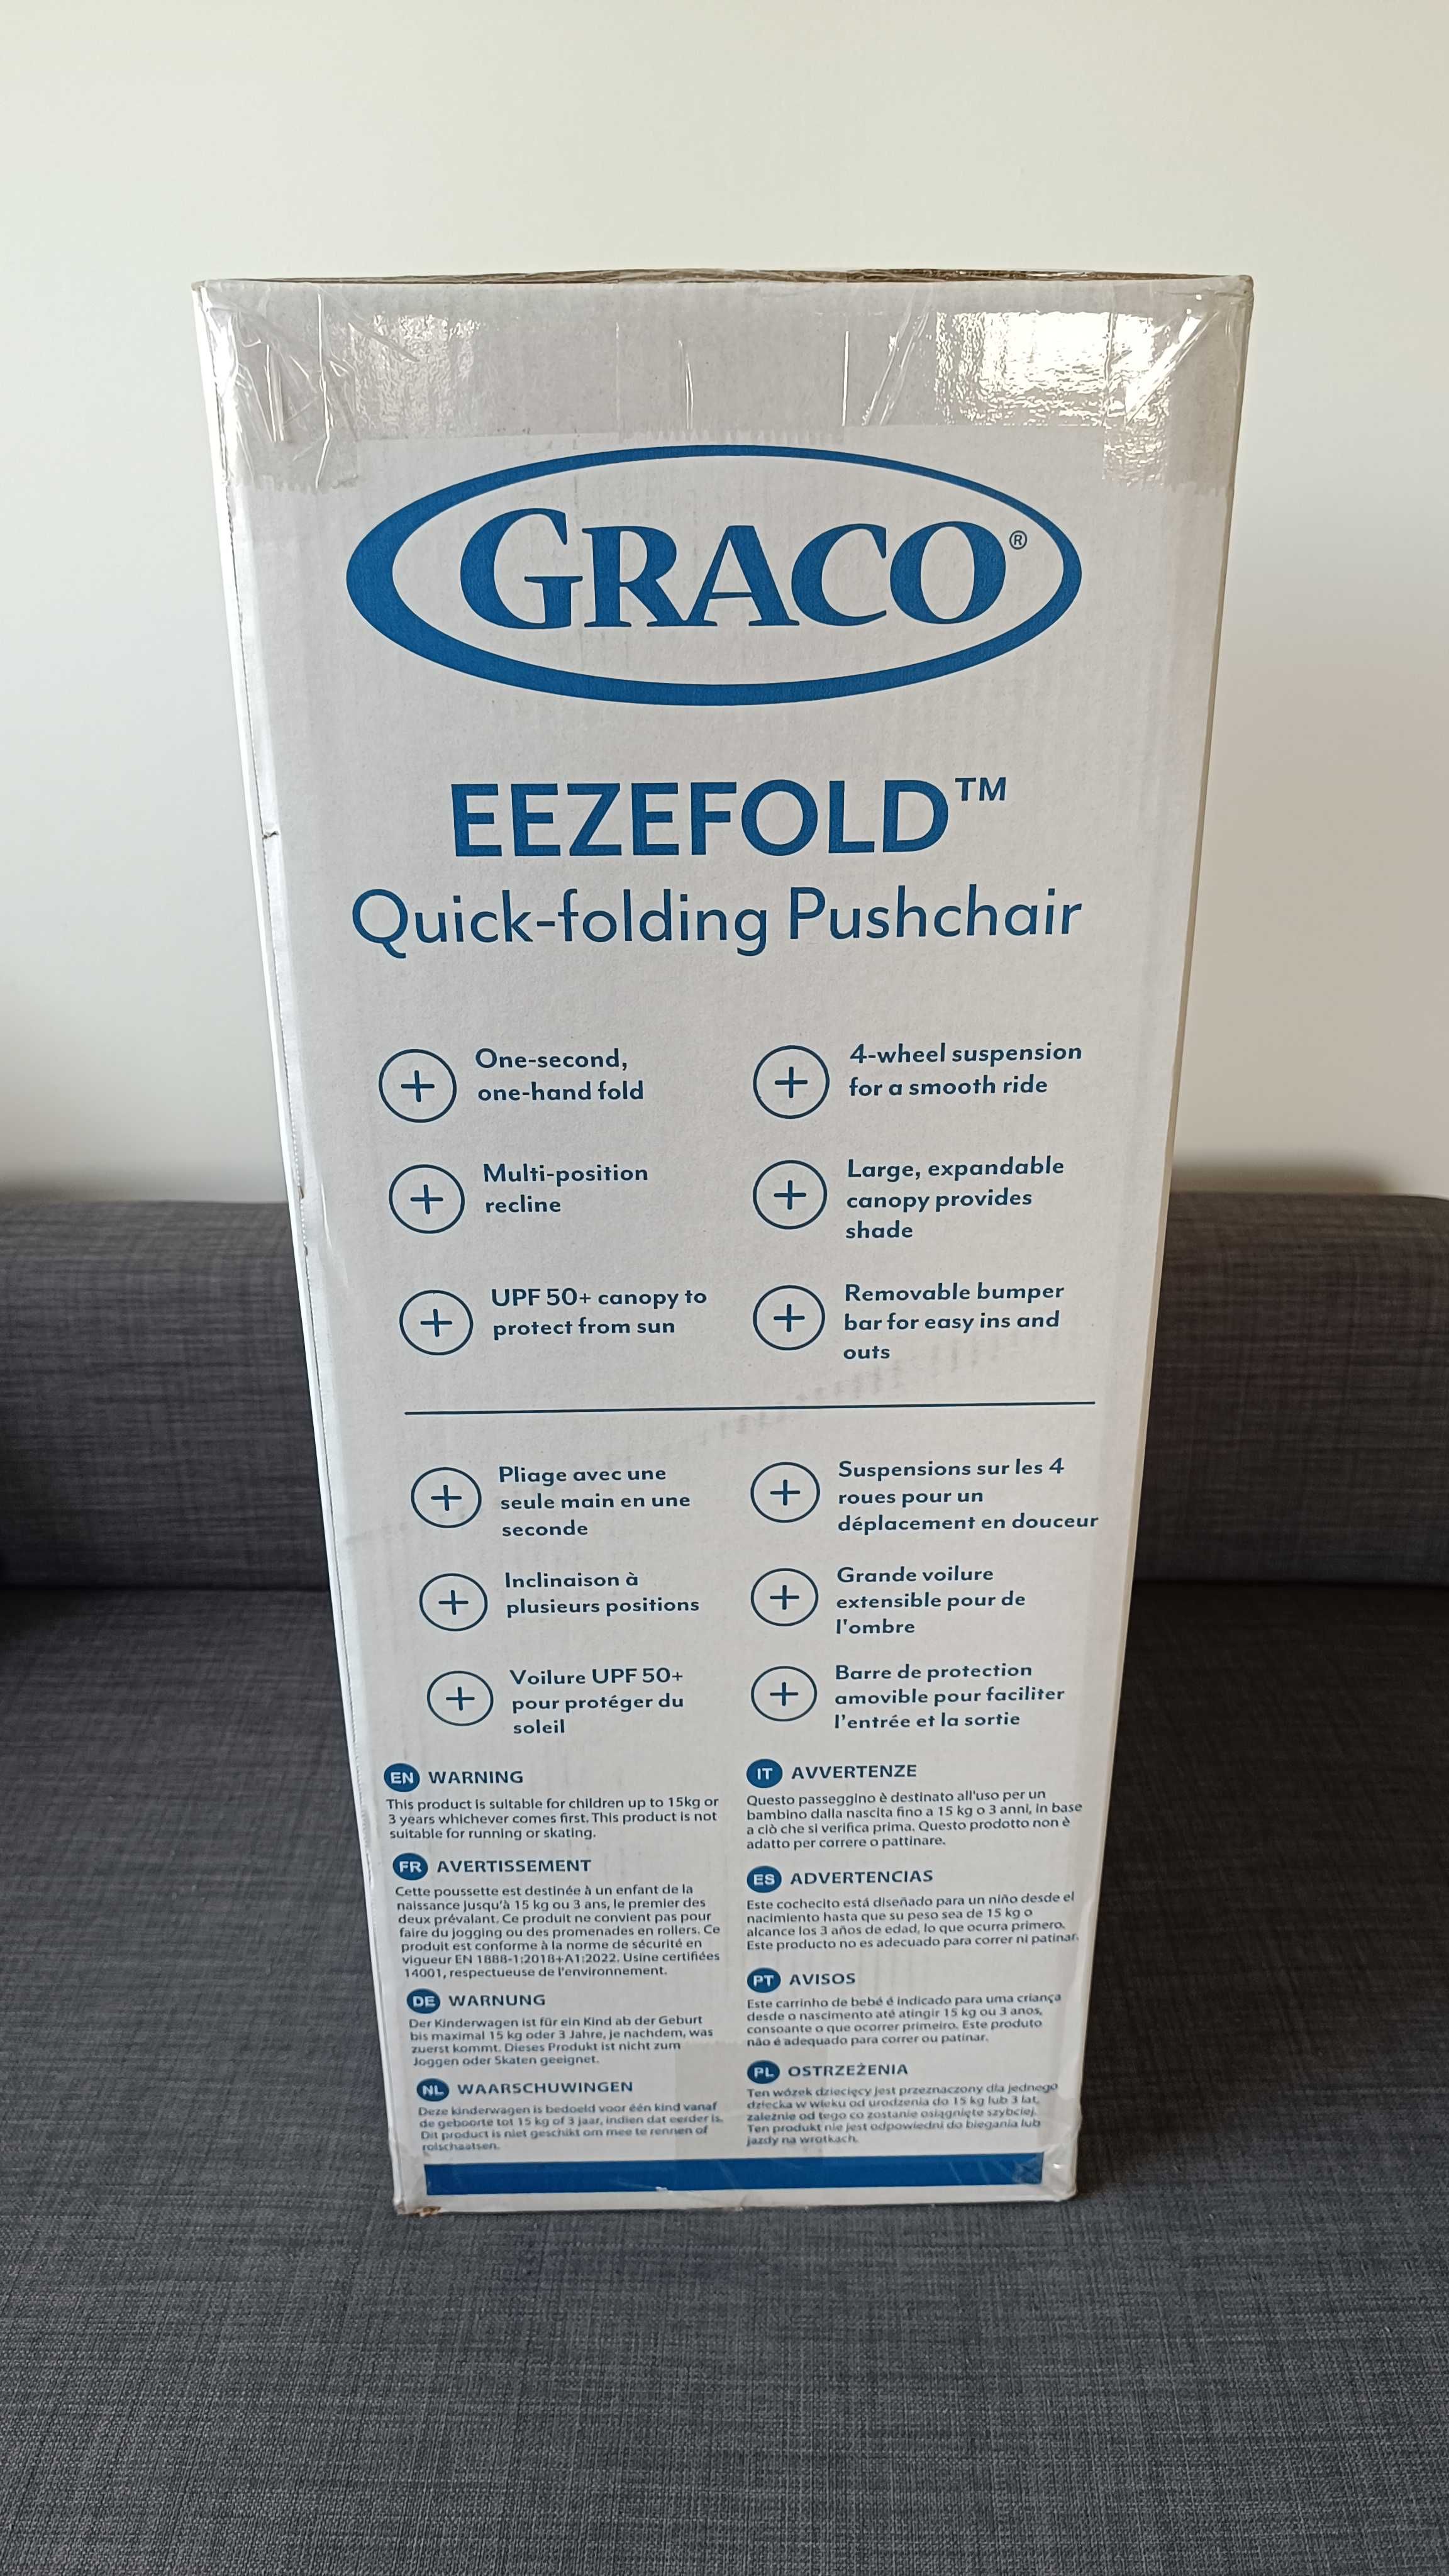 GRACO®
EEZEFOLD™
Quick-folding Pushchair
One-second,
one-hand fold
4-wheel suspension
for a smooth ride
Multi-position
recline
Large, expandable
canopy provides
shade
UPF 50+ canopy to
protect from sun
Removable bumper
bar for easy ins and
outs
Pliage avec une
seule main en une
seconde
Suspensions sur les 4
roues pour un
déplacement en douceur
Inclinaison à
plusieurs positions
Grande voilure
extensible pour de
l'ombre
Voilure UPF 50+
pour protéger du
soleil
Barre de protection
amovible pour faciliter
l'entrée et la sortie
EN WARNING
This product is suitable for children up to 15kg or
3 years whichever comes first. This product is not
suitable for running or skating.
FR AVERTISSEMENT
Cette poussette est destinée à un enfant de la
naissance jusqu'à 15 kg ou 3 ans, le premier des
deux prévalant. Ce produit ne convient pas pour
faire du jogging ou des promenades en rollers. Ce
produit est conforme à la norme de sécurité en
vigueur EN 1888-1:2018+A1:2022. Usine certifiées
14001, respectueuse de l'environnement.
DE WARNUNG
Der Kinderwagen ist für ein Kind ab der Geburt
bis maximal 15 kg oder 3 Jahre, je nachdem, was
zuerst kommt. Dieses Produkt ist nicht zum
Joggen oder Skaten geeignet.
NL WAARSCHUWINGEN
Deze kinderwagen is bedoeld voor één kind vanaf
de geboorte tot 15 kg of 3 jaar, indien dat eerder is.
Dit product is niet geschikt om mee te rennen of
rolschaatsen.
IT AVVERTENZE
Questo passeggino è destinato all'uso per un
bambino dalla nascita fino a 15 kg o 3 anni, in base
a ciò che si verifica prima. Questo prodotto non è
adatto per correre o pattinare.
ES ADVERTENCIAS
Este cochecito está diseñado para un niño desde el
nacimiento hasta que su peso sea de 15 kg o
alcance los 3 años de edad, lo que ocurra primero.
Este producto no es adecuado para correr ni patinar.
PT AVISOS
Este carrinho de bebé é indicado para uma criança
desde o nascimento até atingir 15 kg ou 3 anos,
consoante o que ocorrer primeiro. Este produto
não é adequado para correr ou patinar.
PL OSTRZEŻENIA
Ten wózek dziecięcy jest przeznaczony dla jednego
dziecka w wieku od urodzenia do 15 kg lub 3 lat,
zależnie od tego co zostanie osiągnięte szybciej.
Ten produkt nie jest odpowiedni do biegania lub
jazdy na wrotkach.